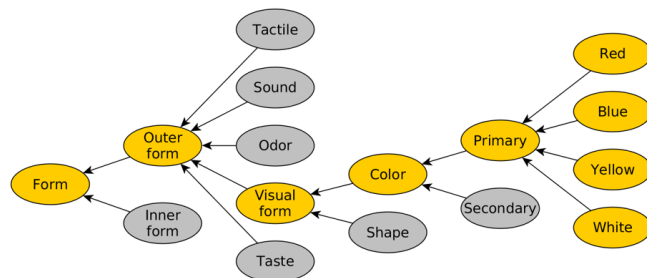 Tactile
Sound
Odor
Outer
form
Form
Inner
form
Visual
form
Taste
Color
Shape
Primary
Secondary
Red
Blue
Yellow
White